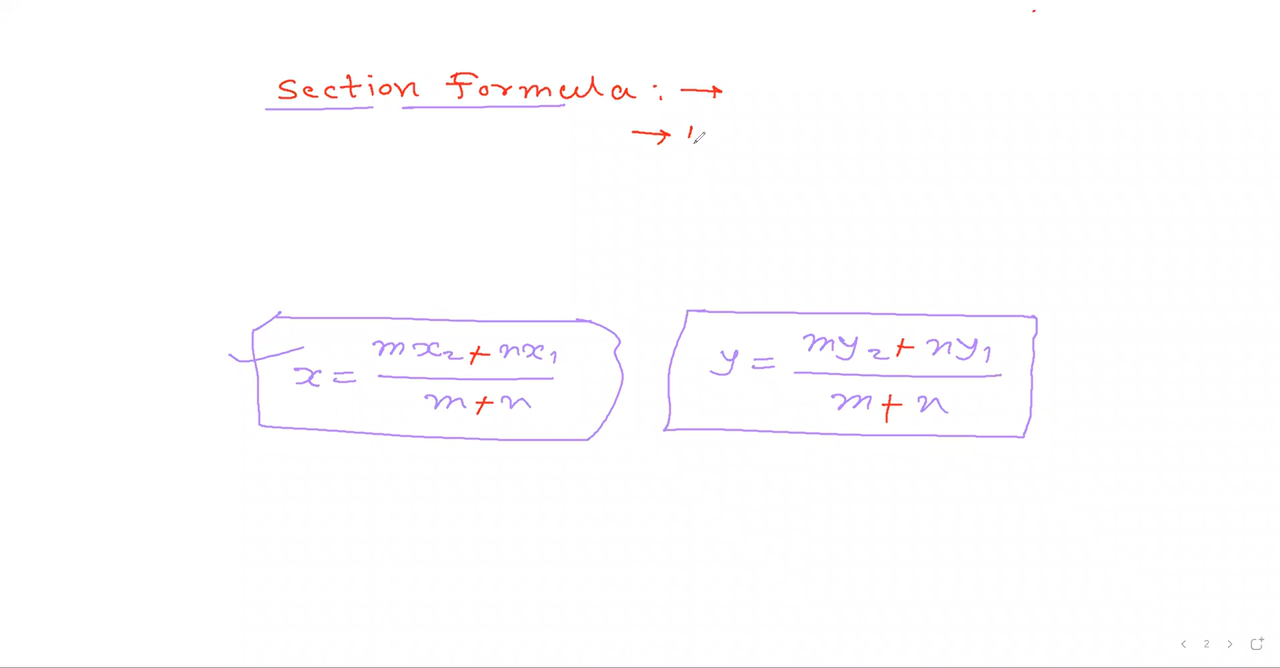 Section Formula : →
→
x = (mx₂ + nx₁) / (m + n)
y = (my₂ + ny₁) / (m + n)
2